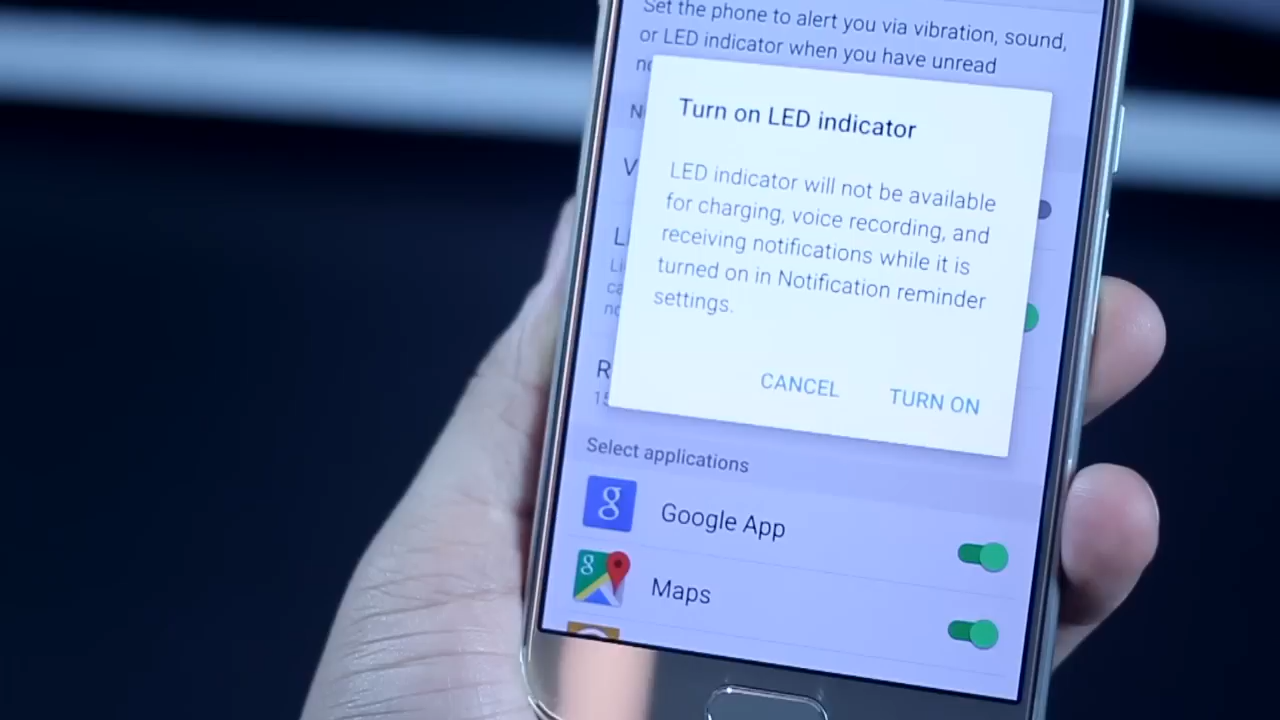 Set the phone to alert you via vibration, sound,
or LED indicator when you have unread
Turn on LED indicator
LED indicator will not be available
for charging, voice recording, and
receiving notifications while it is
turned on in Notification reminder
settings.
CANCEL TURN ON
Select applications
Google App
Maps